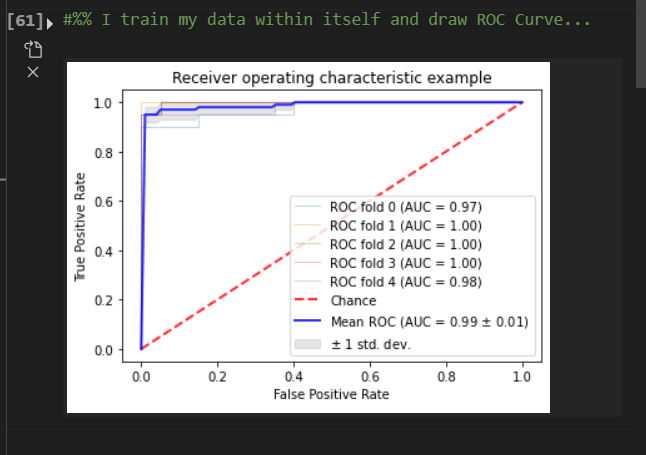 [61] #%% I train my data within itself and draw ROC Curve...
Receiver operating characteristic example
1.0
0.8
0.6
0.4
0.2
0.0
True Positive Rate
ROC fold 0 (AUC = 0.97)
ROC fold 1 (AUC = 1.00)
ROC fold 2 (AUC = 1.00)
ROC fold 3 (AUC = 1.00)
ROC fold 4 (AUC = 0.98)
Chance
Mean ROC (AUC = 0.99 ± 0.01)
± 1 std. dev.
0.0 0.2 0.4 0.6 0.8 1.0
False Positive Rate